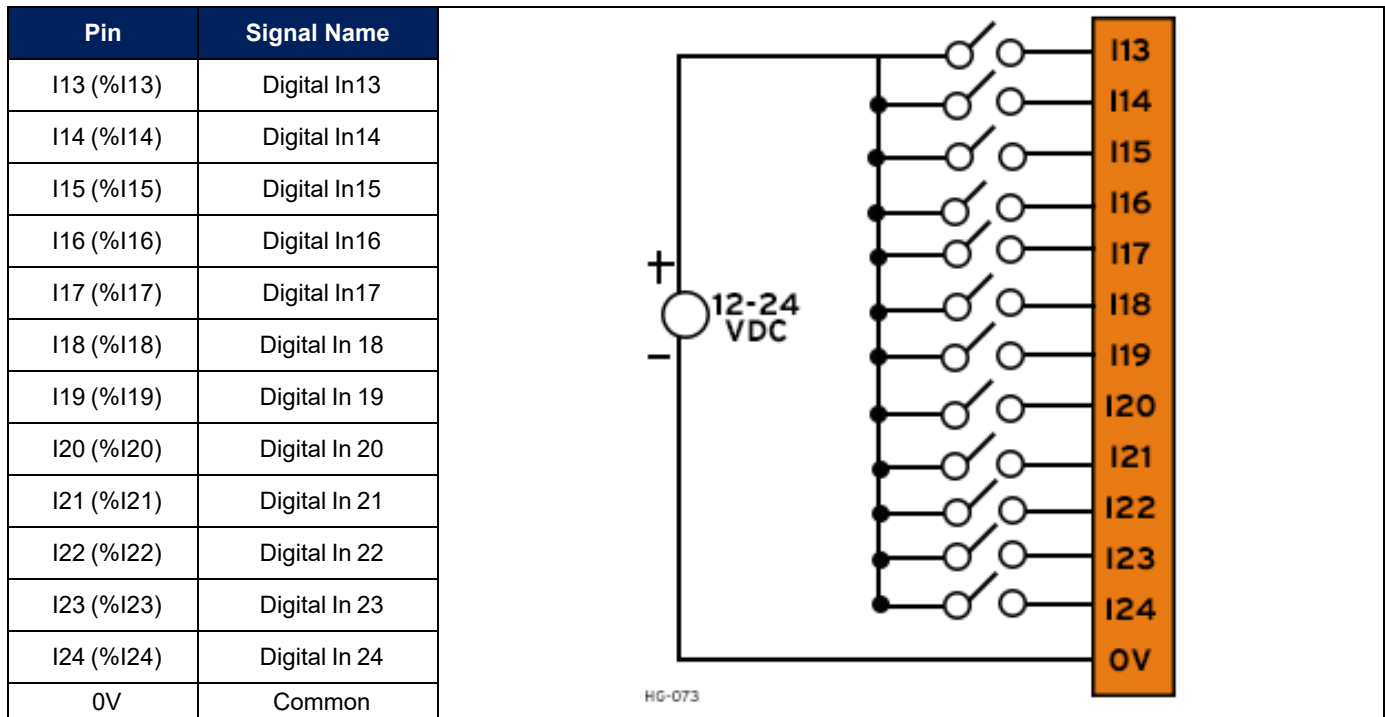 Pin Signal Name
I13 (%I13) Digital In13
I14 (%I14) Digital In14
I15 (%I15) Digital In15
I16 (%I16) Digital In16
I17 (%I17) Digital In17
I18 (%I18) Digital In 18
I19 (%I19) Digital In 19
I20 (%I20) Digital In 20
I21 (%I21) Digital In 21
I22 (%I22) Digital In 22
I23 (%I23) Digital In 23
I24 (%I24) Digital In 24
0V Common
+
12-24
VDC
−
I13
I14
I15
I16
I17
I18
I19
I20
I21
I22
I23
I24
0V
HG-073